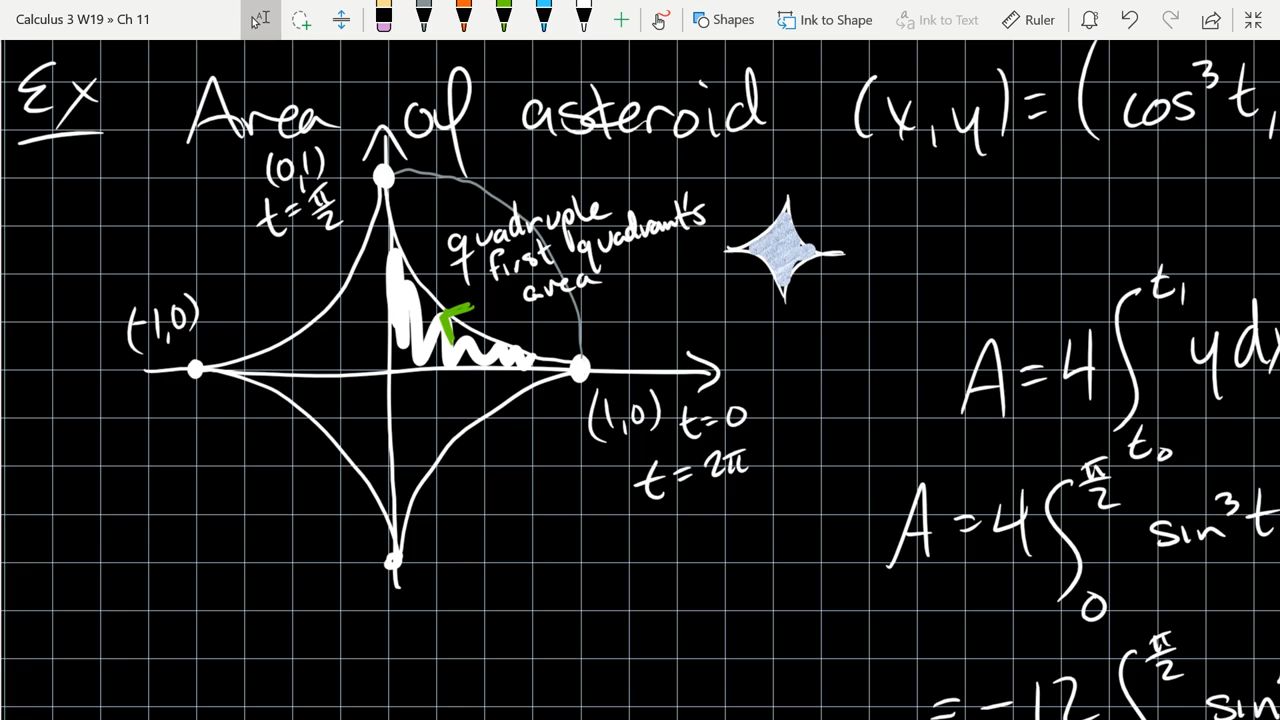 Calculus 3 W19 » Ch 11
Shapes
Ink to Shape
Ink to Text
Ruler
Ex Area of asteroid (x,y) = (cos³t,
(0,1)
t = π/2
quadruple
first quadrant's
area
(-1,0)
(1,0) t=0
t = 2π
A = 4 ∫ t₁ t₀ y dx
A = 4 ∫ π/2 0 sin³t
= -12 ∫ π/2 sin